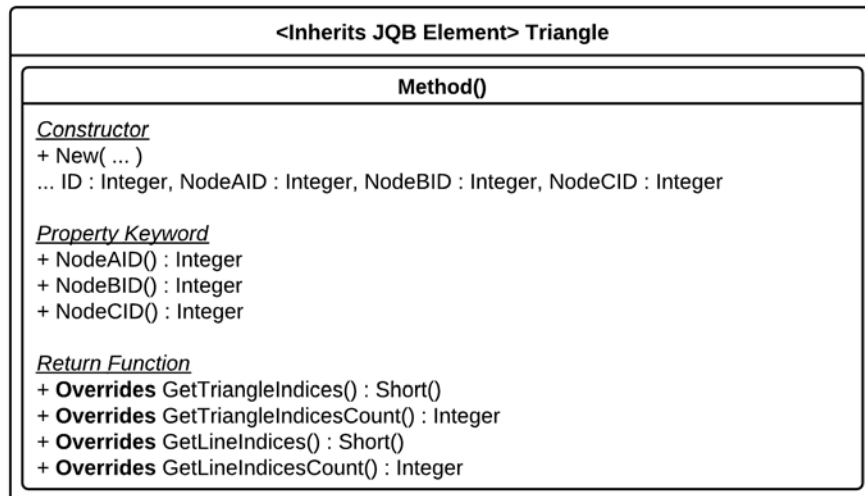 <Inherits JQB Element> Triangle
Method()
Constructor
+ New( ... )
... ID : Integer, NodeAID : Integer, NodeBID : Integer, NodeCID : Integer
Property Keyword
+ NodeAID() : Integer
+ NodeBID() : Integer
+ NodeCID() : Integer
Return Function
+ Overrides GetTriangleIndices() : Short()
+ Overrides GetTriangleIndicesCount() : Integer
+ Overrides GetLineIndices() : Short()
+ Overrides GetLineIndicesCount() : Integer